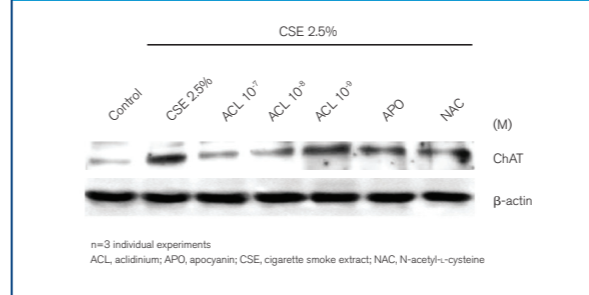 CSE 2.5%
Control CSE 2.5% ACL 10⁻⁷ ACL 10⁻⁸ ACL 10⁻⁹ APO NAC
(M)
ChAT
β-actin
n=3 individual experiments
ACL, aclidinium; APO, apocyanin; CSE, cigarette smoke extract; NAC, N-acetyl-L-cysteine